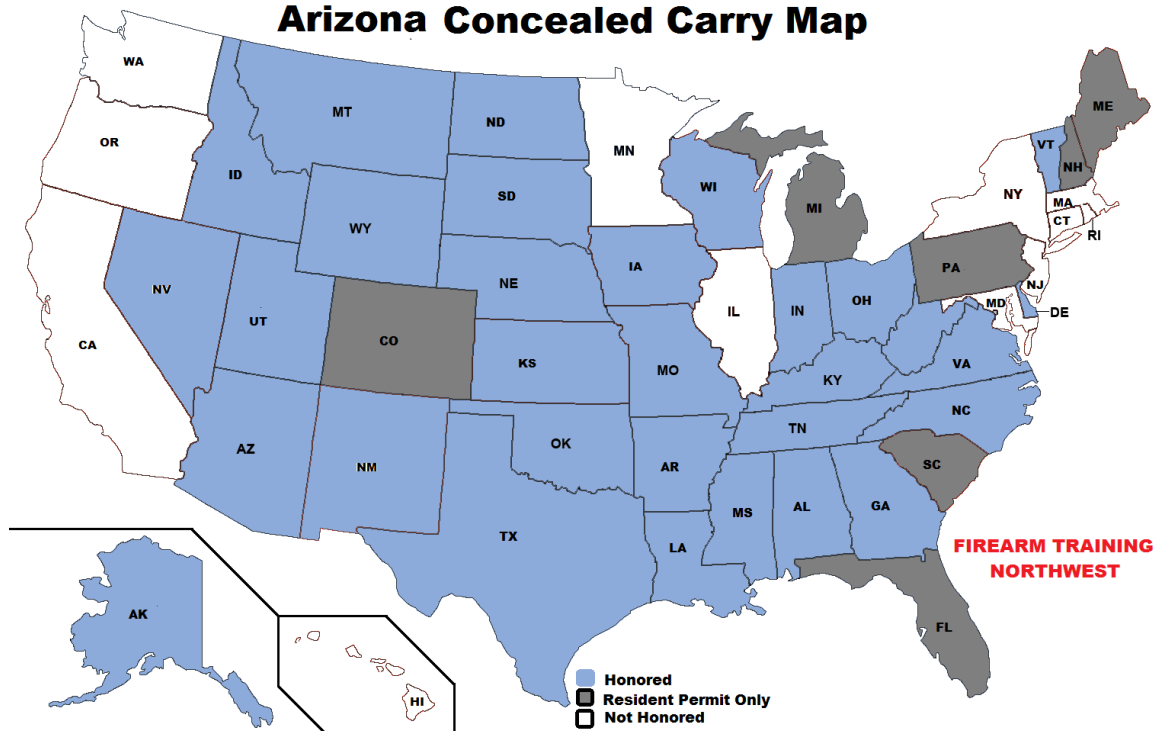 Arizona Concealed Carry Map
WA
MT
ND
MN
ME
OR
VT
NH
ID
SD
WI
NY
MA
MI
CT
RI
WY
IA
PA
NE
NJ
NV
OH
MD
DE
UT
IL
IN
CA
CO
KS
MO
VA
KY
NC
TN
AZ
OK
NM
AR
SC
MS
AL
GA
TX
LA
FIREARM TRAINING
NORTHWEST
AK
FL
HI
Honored
Resident Permit Only
Not Honored